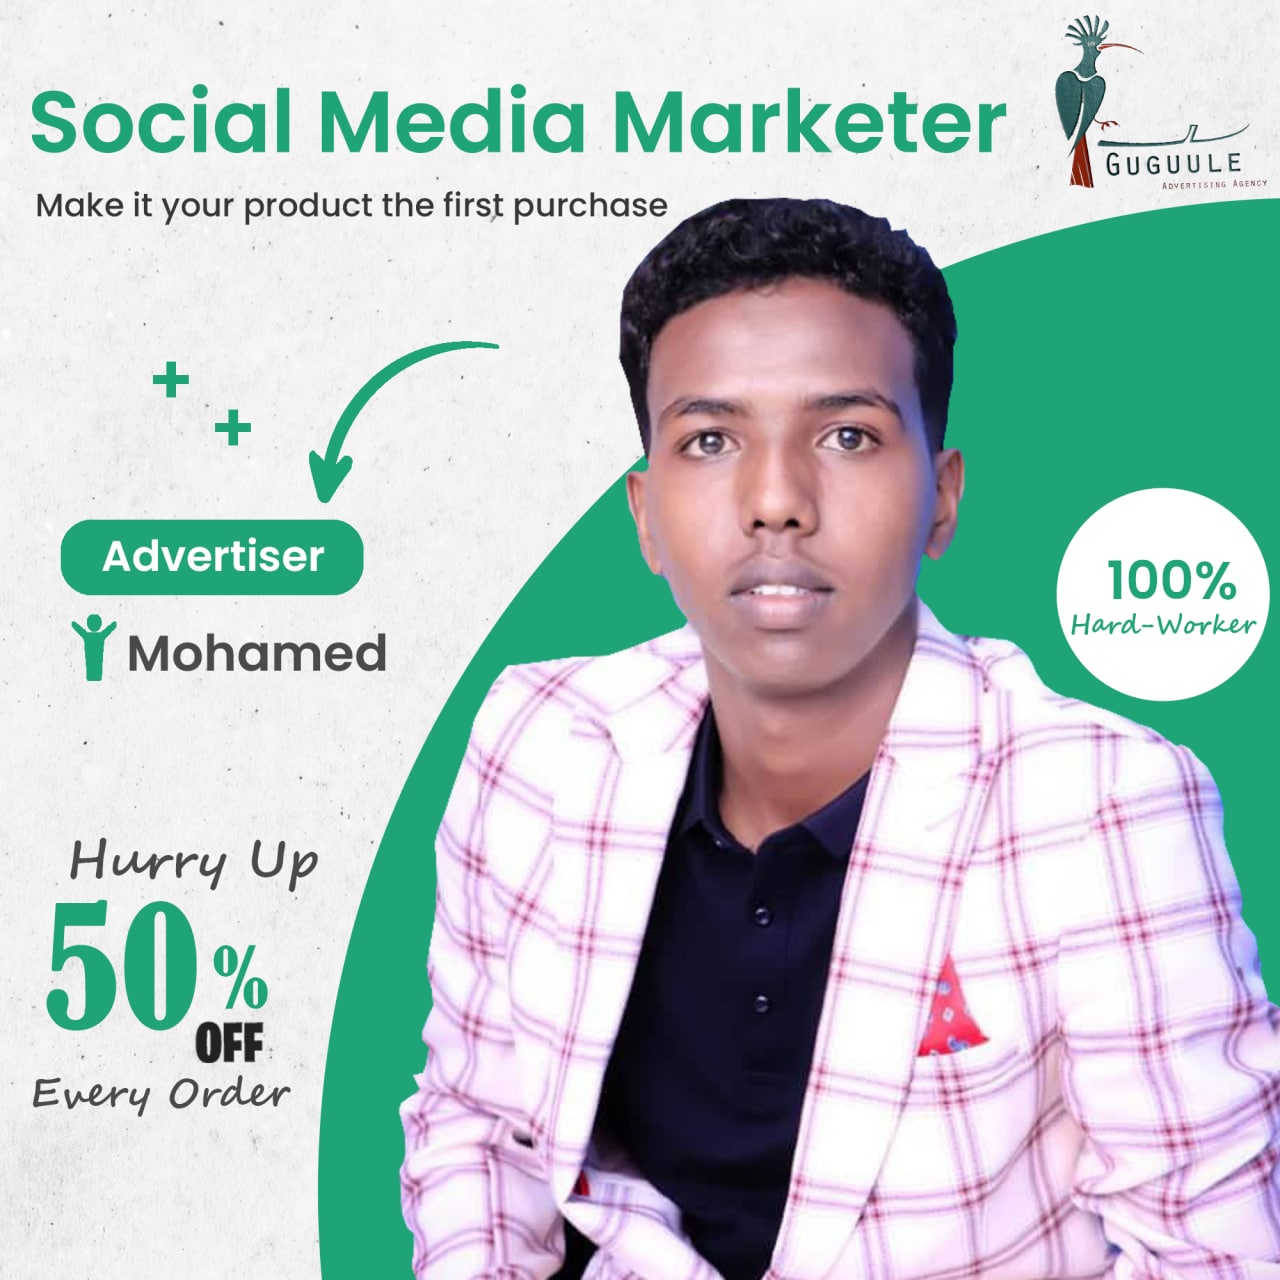 Social Media Marketer
Make it your product the first purchase
GUGUULE
ADVERTISING AGENCY
Advertiser
Mohamed
100%
Hard-Worker
Hurry Up
50%
OFF
Every Order